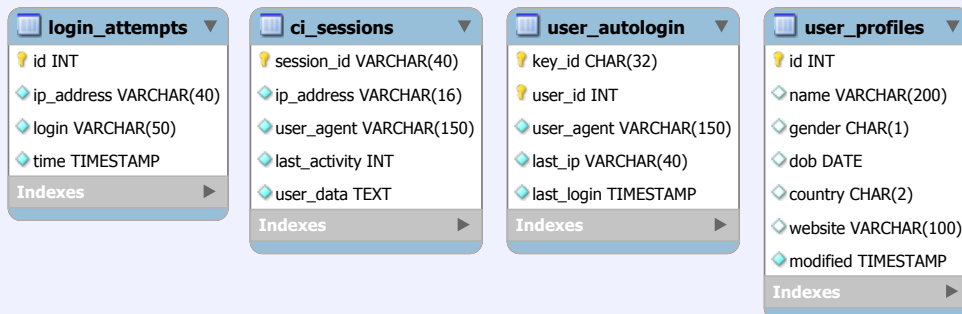 login_attempts
id INT
ip_address VARCHAR(40)
login VARCHAR(50)
time TIMESTAMP
Indexes
ci_sessions
session_id VARCHAR(40)
ip_address VARCHAR(16)
user_agent VARCHAR(150)
last_activity INT
user_data TEXT
Indexes
user_autologin
key_id CHAR(32)
user_id INT
user_agent VARCHAR(150)
last_ip VARCHAR(40)
last_login TIMESTAMP
Indexes
user_profiles
id INT
name VARCHAR(200)
gender CHAR(1)
dob DATE
country CHAR(2)
website VARCHAR(100)
modified TIMESTAMP
Indexes